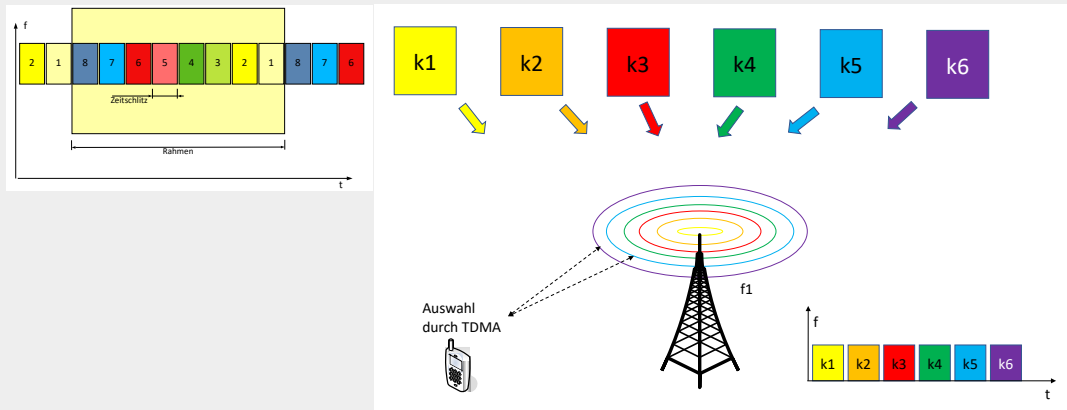 f
2 1 8 7 6 5 4 3 2 1 8 7 6
Zeitschlitz
Rahmen
t
k1 k2 k3 k4 k5 k6
f1
Auswahl
durch TDMA
f
k1 k2 k3 k4 k5 k6
t